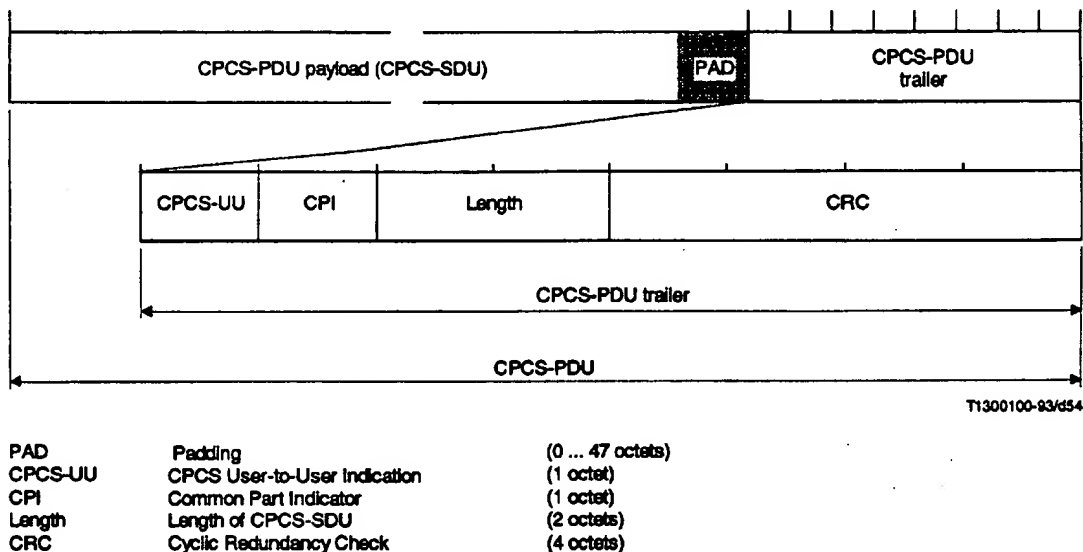 CPCS-PDU payload (CPCS-SDU)
PAD
CPCS-PDU
trailer
CPCS-UU
CPI
Length
CRC
CPCS-PDU trailer
CPCS-PDU
T1300100-93/d54
PAD Padding (0 ... 47 octets)
CPCS-UU CPCS User-to-User Indication (1 octet)
CPI Common Part Indicator (1 octet)
Length Length of CPCS-SDU (2 octets)
CRC Cyclic Redundancy Check (4 octets)